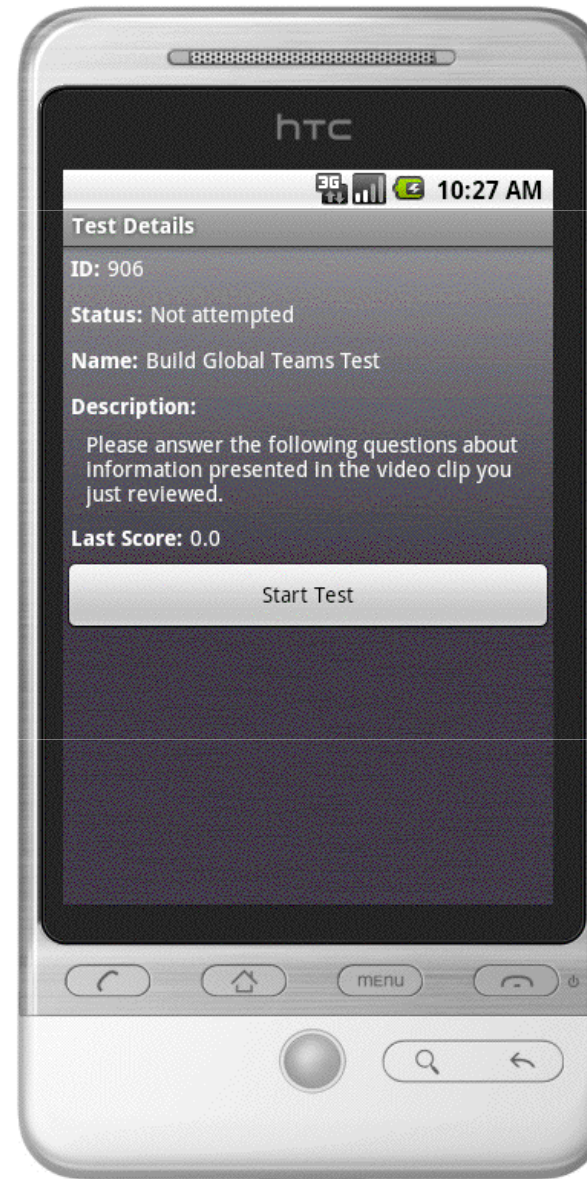 hTC
3G
10:27 AM
Test Details
ID: 906
Status: Not attempted
Name: Build Global Teams Test
Description:
Please answer the following questions about
information presented in the video clip you
just reviewed.
Last Score: 0.0
Start Test
mENU